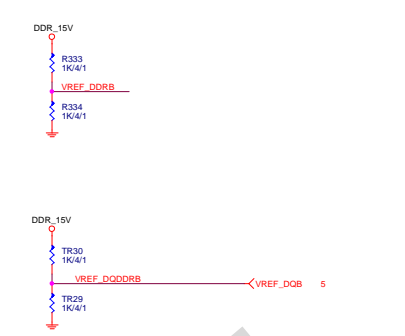 DDR_15V
R333
1K/4/1
VREF_DDRB
R334
1K/4/1
DDR_15V
TR30
1K/4/1
VREF_DQDDRB
VREF_DQB 5
TR29
1K/4/1